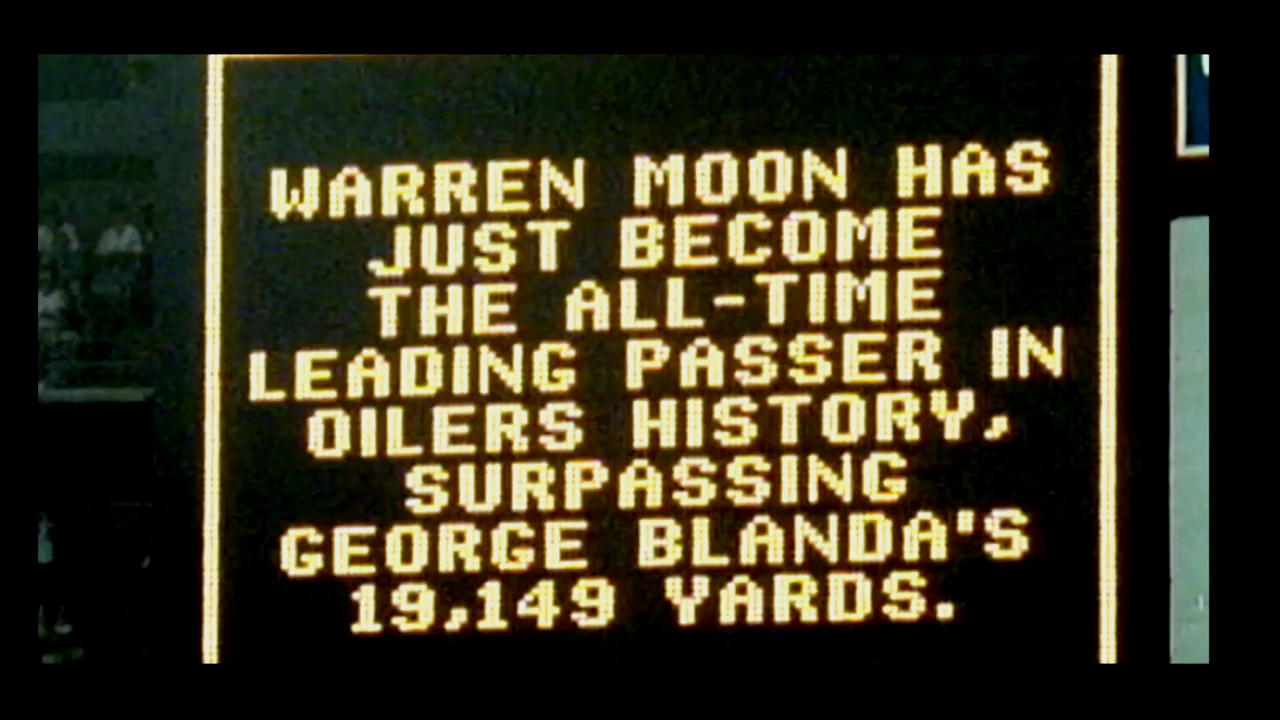 WARREN MOON HAS
JUST BECOME
THE ALL-TIME
LEADING PASSER IN
OILERS HISTORY,
SURPASSING
GEORGE BLANDA'S
19,149 YARDS.